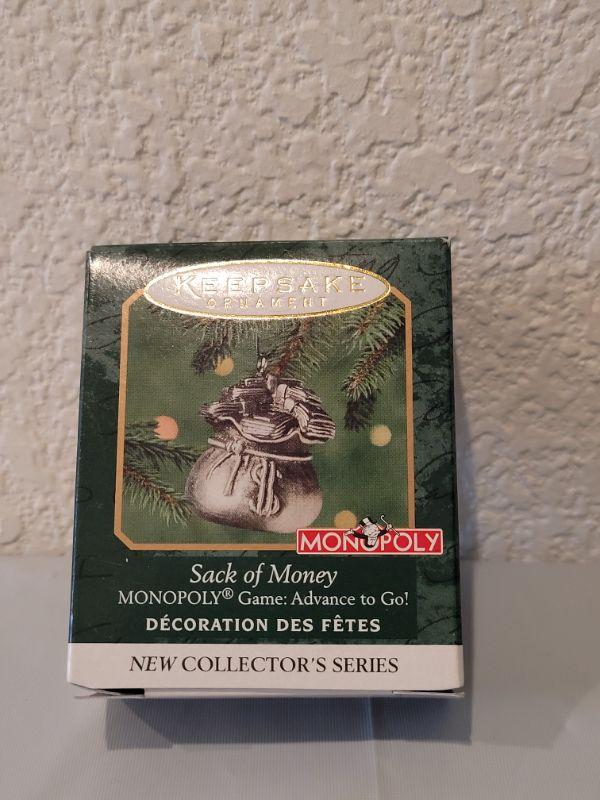 KEEPSAKE
ORNAMENT
MONOPOLY
Sack of Money
MONOPOLY® Game: Advance to Go!
DÉCORATION DES FÊTES
NEW COLLECTOR'S SERIES